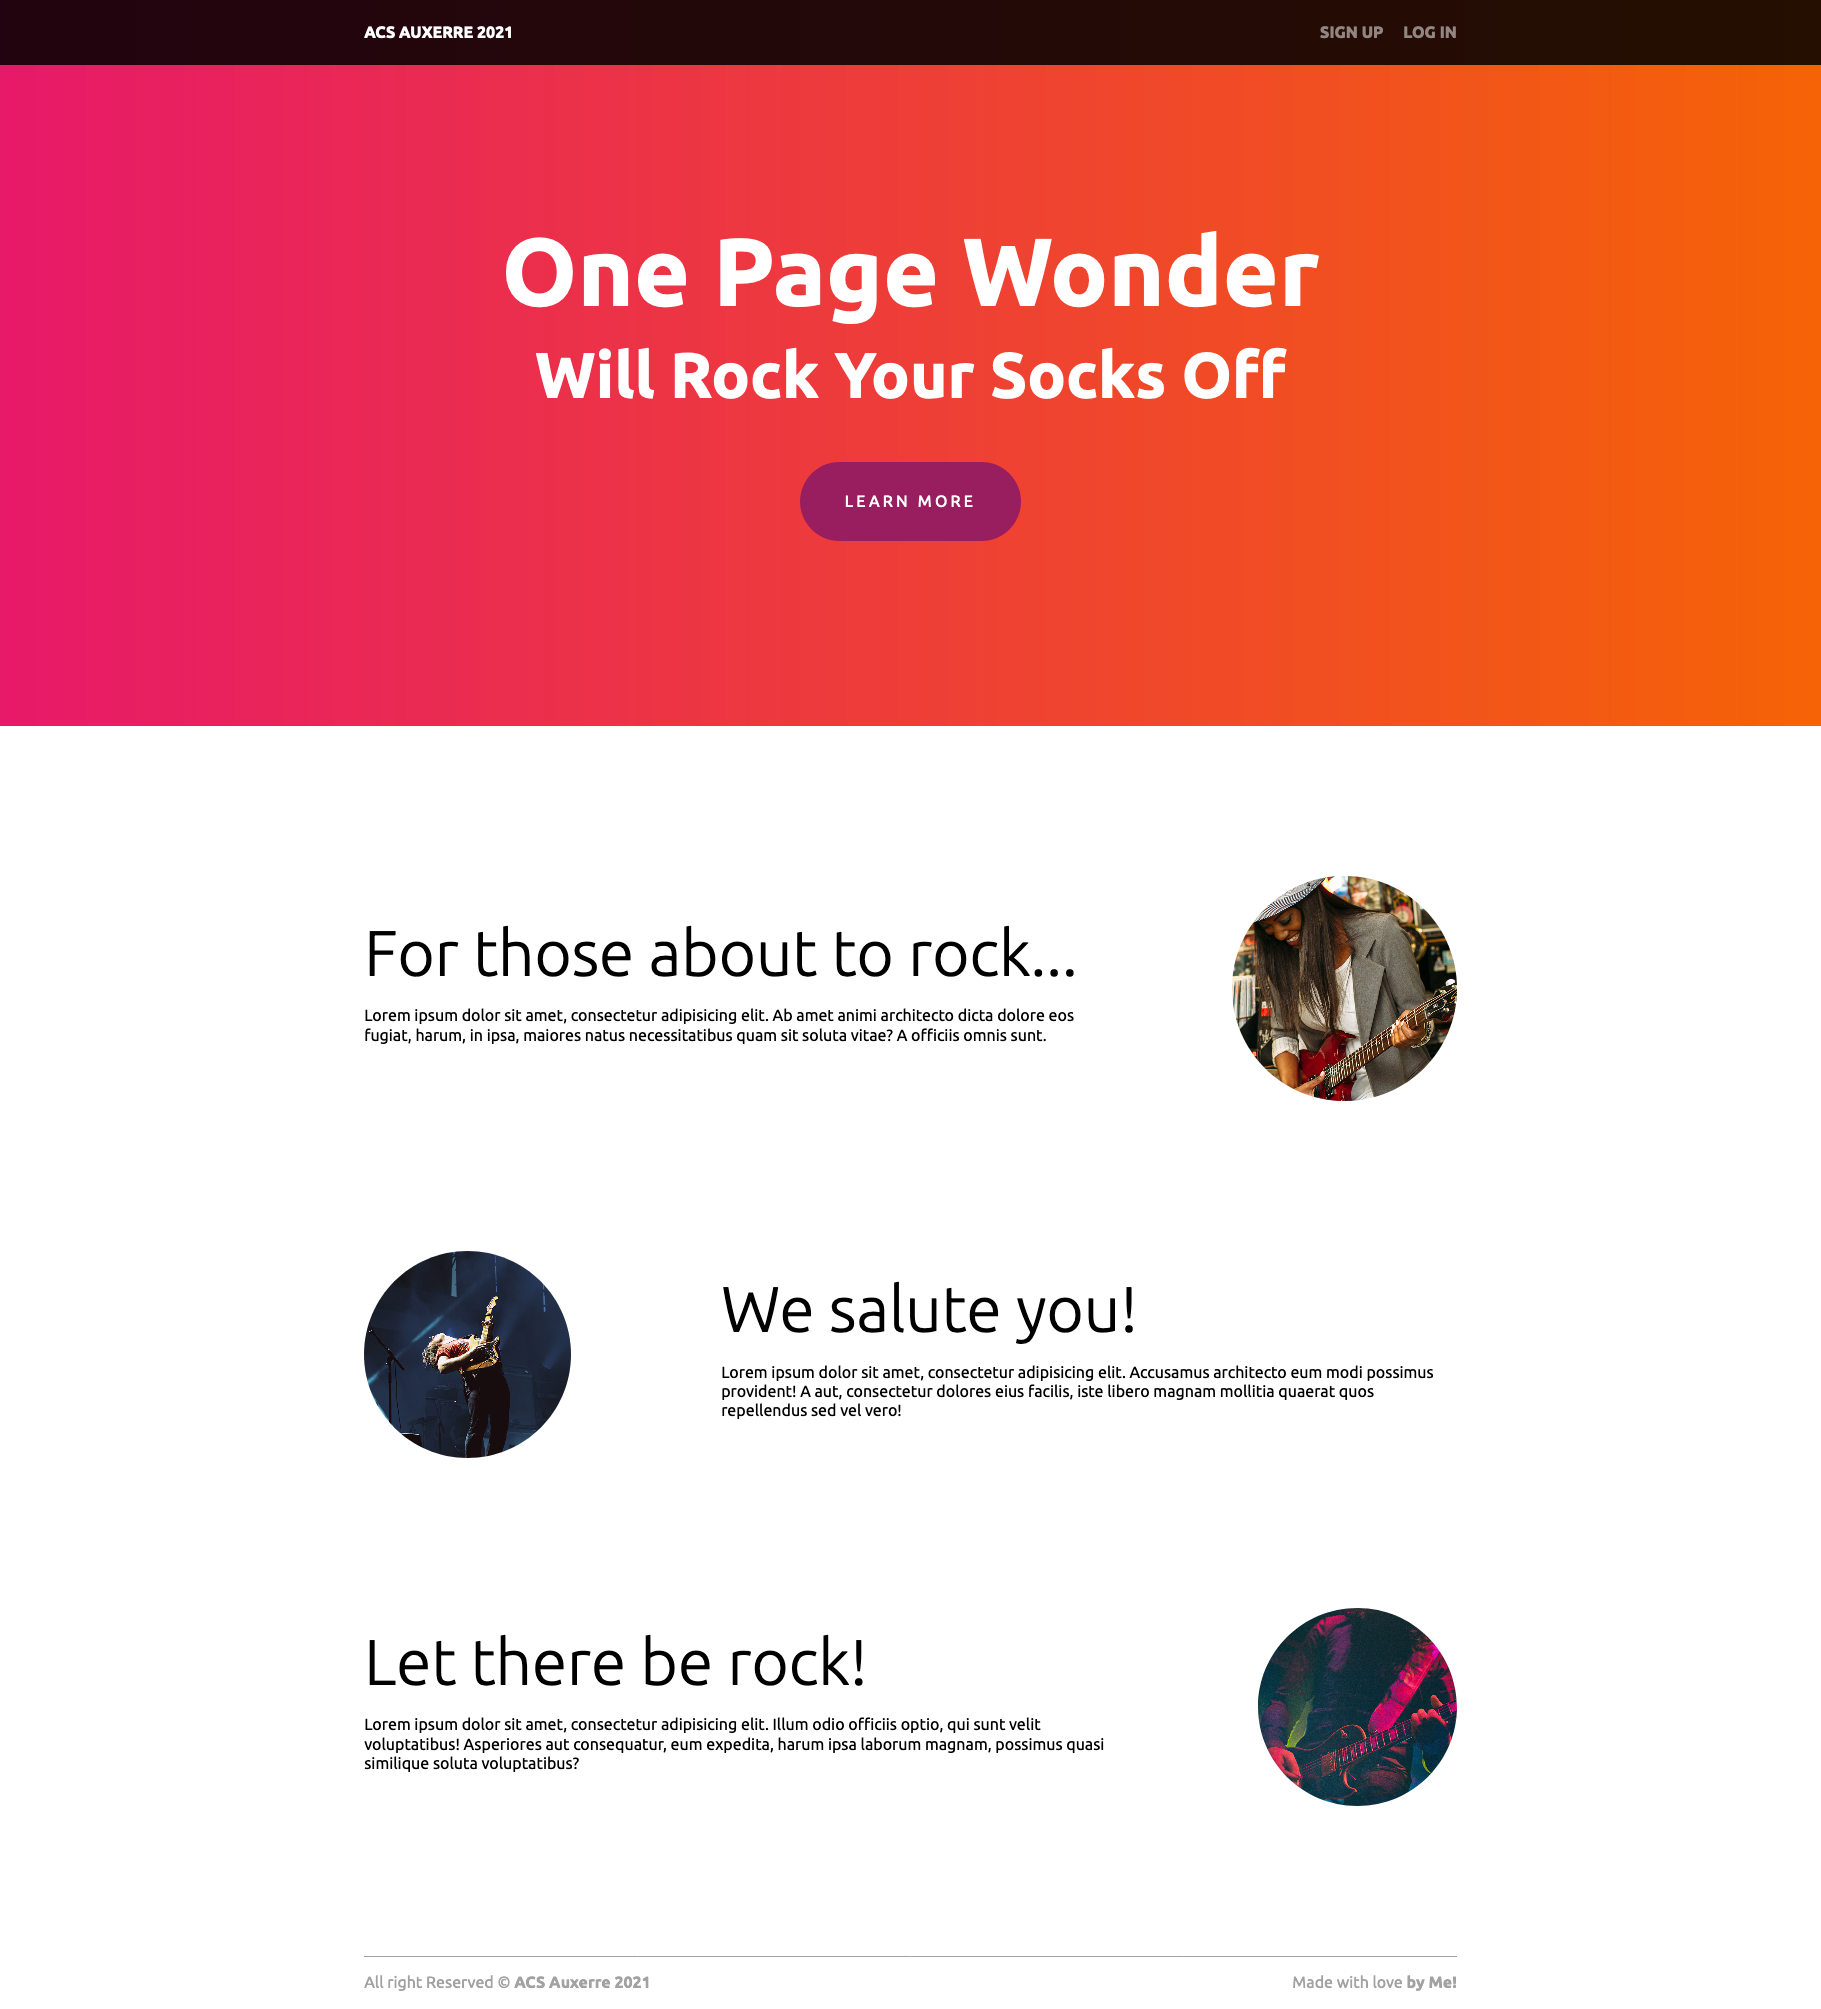 ACS AUXERRE 2021
SIGN UP LOG IN
One Page Wonder
Will Rock Your Socks Off
LEARN MORE
For those about to rock...
Lorem ipsum dolor sit amet, consectetur adipisicing elit. Ab amet animi architecto dicta dolore eos
fugiat, harum, in ipsa, maiores natus necessitatibus quam sit soluta vitae? A officiis omnis sunt.
We salute you!
Lorem ipsum dolor sit amet, consectetur adipisicing elit. Accusamus architecto eum modi possimus
provident! A aut, consectetur dolores eius facilis, iste libero magnam mollitia quaerat quos
repellendus sed vel vero!
Let there be rock!
Lorem ipsum dolor sit amet, consectetur adipisicing elit. Illum odio officiis optio, qui sunt velit
voluptatibus! Asperiores aut consequatur, eum expedita, harum ipsa laborum magnam, possimus quasi
similique soluta voluptatibus?
All right Reserved © ACS Auxerre 2021
Made with love by Me!